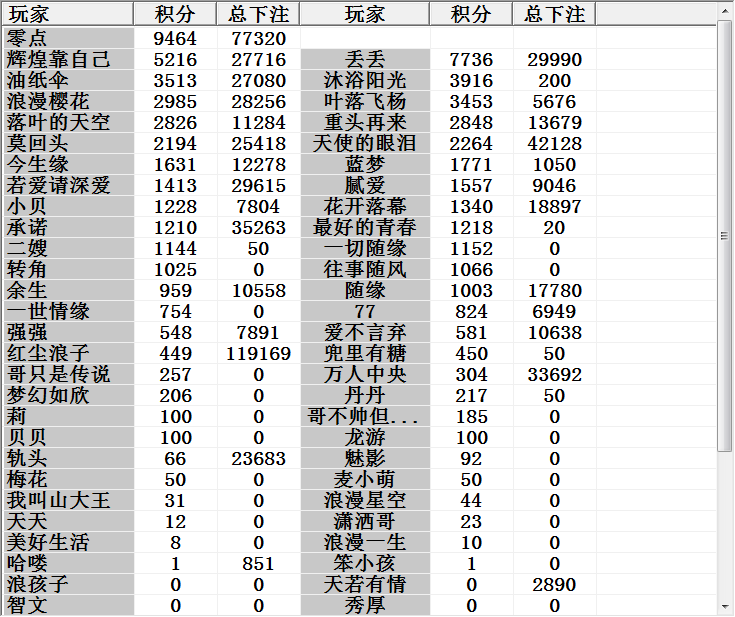 玩家 积分 总下注 玩家 积分 总下注
零点 9464 77320
辉煌靠自己 5216 27716 丢丢 7736 29990
油纸伞 3513 27080 沐浴阳光 3916 200
浪漫樱花 2985 28256 叶落飞杨 3453 5676
落叶的天空 2826 11284 重头再来 2848 13679
莫回头 2194 25418 天使的眼泪 2264 42128
今生缘 1631 12278 蓝梦 1771 1050
若爱请深爱 1413 29615 腻爱 1557 9046
小贝 1228 7804 花开落幕 1340 18897
承诺 1210 35263 最好的青春 1218 20
二嫂 1144 50 一切随缘 1152 0
转角 1025 0 往事随风 1066 0
余生 959 10558 随缘 1003 17780
一世情缘 754 0 77 824 6949
强强 548 7891 爱不言弃 581 10638
红尘浪子 449 119169 兜里有糖 450 50
哥只是传说 257 0 万人中央 304 33692
梦幻如欣 206 0 丹丹 217 50
莉 100 0 哥不帅但... 185 0
贝贝 100 0 龙游 100 0
轨头 66 23683 魅影 92 0
梅花 50 0 麦小萌 50 0
我叫山大王 31 0 浪漫星空 44 0
天天 12 0 潇洒哥 23 0
美好生活 8 0 浪漫一生 10 0
哈喽 1 851 笨小孩 1 0
浪孩子 0 0 天若有情 0 2890
智文 0 0 秀厚 0 0